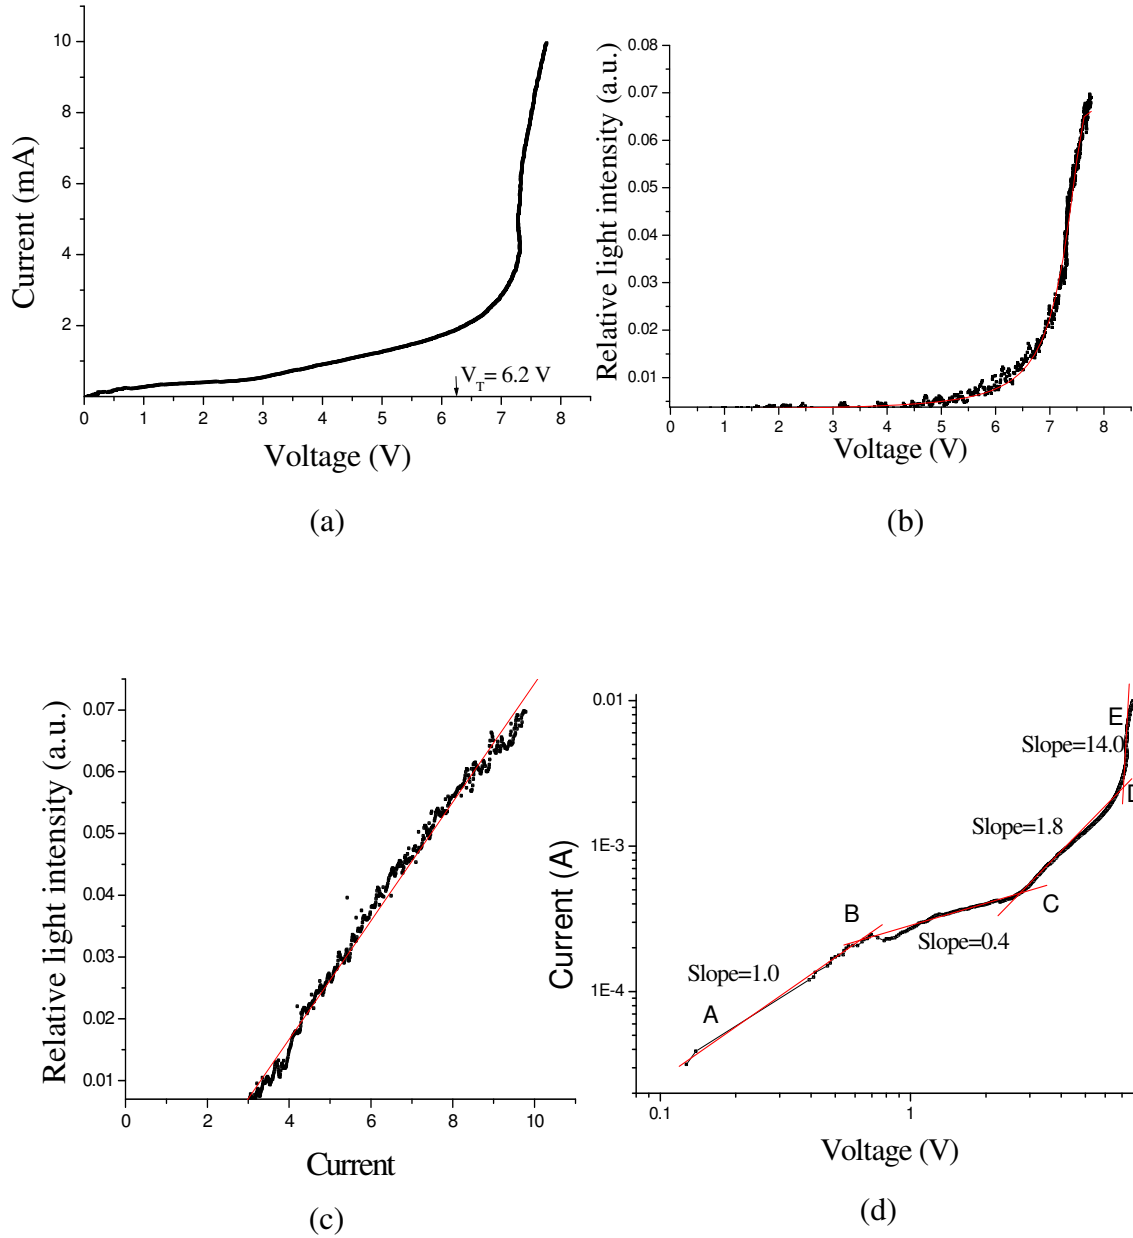 10
8
6
4
2
0
1
2
3
4
5
6
7
8
Current (mA)
Voltage (V)
V_T= 6.2 V
(a)
0.08
0.07
0.06
0.05
0.04
0.03
0.02
0.01
0
1
2
3
4
5
6
7
8
Relative light intensity (a.u.)
Voltage (V)
(b)
0.07
0.06
0.05
0.04
0.03
0.02
0.01
0
2
4
6
8
10
Relative light intensity (a.u.)
Current
(c)
0.01
1E-3
1E-4
0.1
1
Current (A)
Voltage (V)
E
Slope=14.0
D
Slope=1.8
C
B
Slope=0.4
Slope=1.0
A
(d)